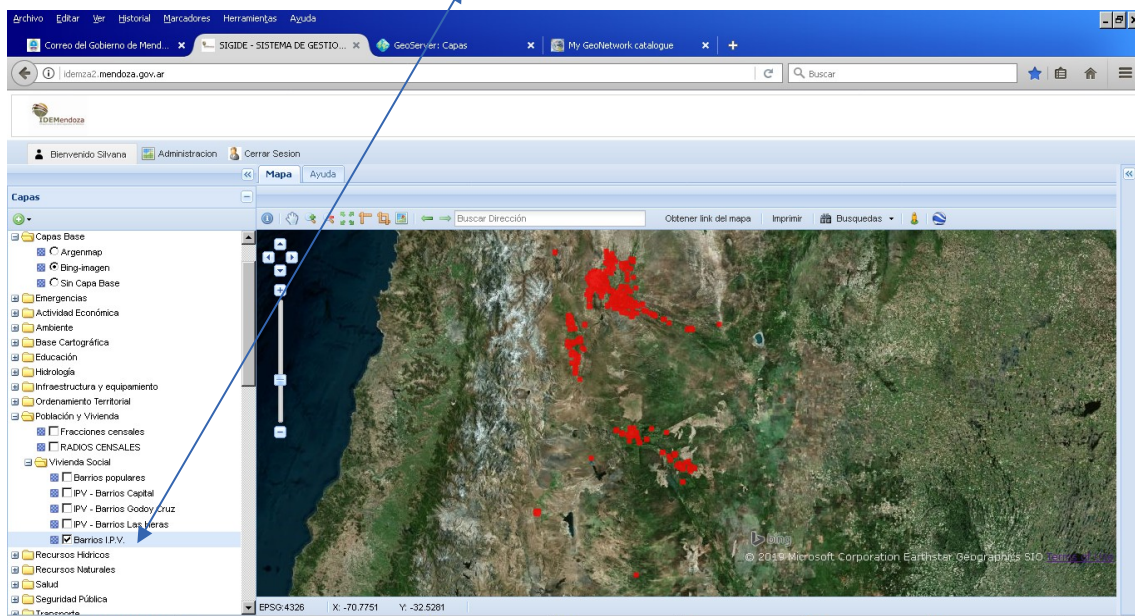 Archivo Editar Ver Historial Marcadores Herramientas Ayuda
Correo del Gobierno de Mend... SIGIDE - SISTEMA DE GESTIO... GeoServer: Capas My GeoNetwork catalogue
idemza2.mendoza.gov.ar Buscar
IDEMendoza
Bienvenido Silvana Administracion Cerrar Sesion
Mapa Ayuda
Capas
Buscar Dirección Obtener link del mapa Imprimir Busquedas
Capas Base
Argenmap
Bing-imagen
Sin Capa Base
Emergencias
Actividad Económica
Ambiente
Base Cartográfica
Educación
Hidrología
Infraestructura y equipamiento
Ordenamiento Territorial
Población y Vivienda
Fracciones censales
RADIOS CENSALES
Vivienda Social
Barrios populares
IPV - Barrios Capital
IPV - Barrios Godoy Cruz
IPV - Barrios Las Heras
Barrios I.P.V.
Recursos Hidricos
Recursos Naturales
Salud
Seguridad Pública
Transporte
bing
© 2019 Microsoft Corporation Earthstar Geographics SIO
EPSG:4326 X: -70.7751 Y: -32.5281